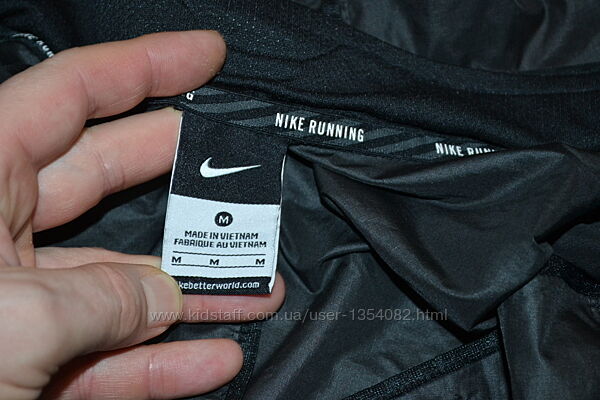 NIKE RUNNING
NIKE RUN
G
M
MADE IN VIETNAM
FABRIQUE AU VIETNAM
M M M
kebetterworld.com
www.kidstaff.com.ua/user-1354082.html